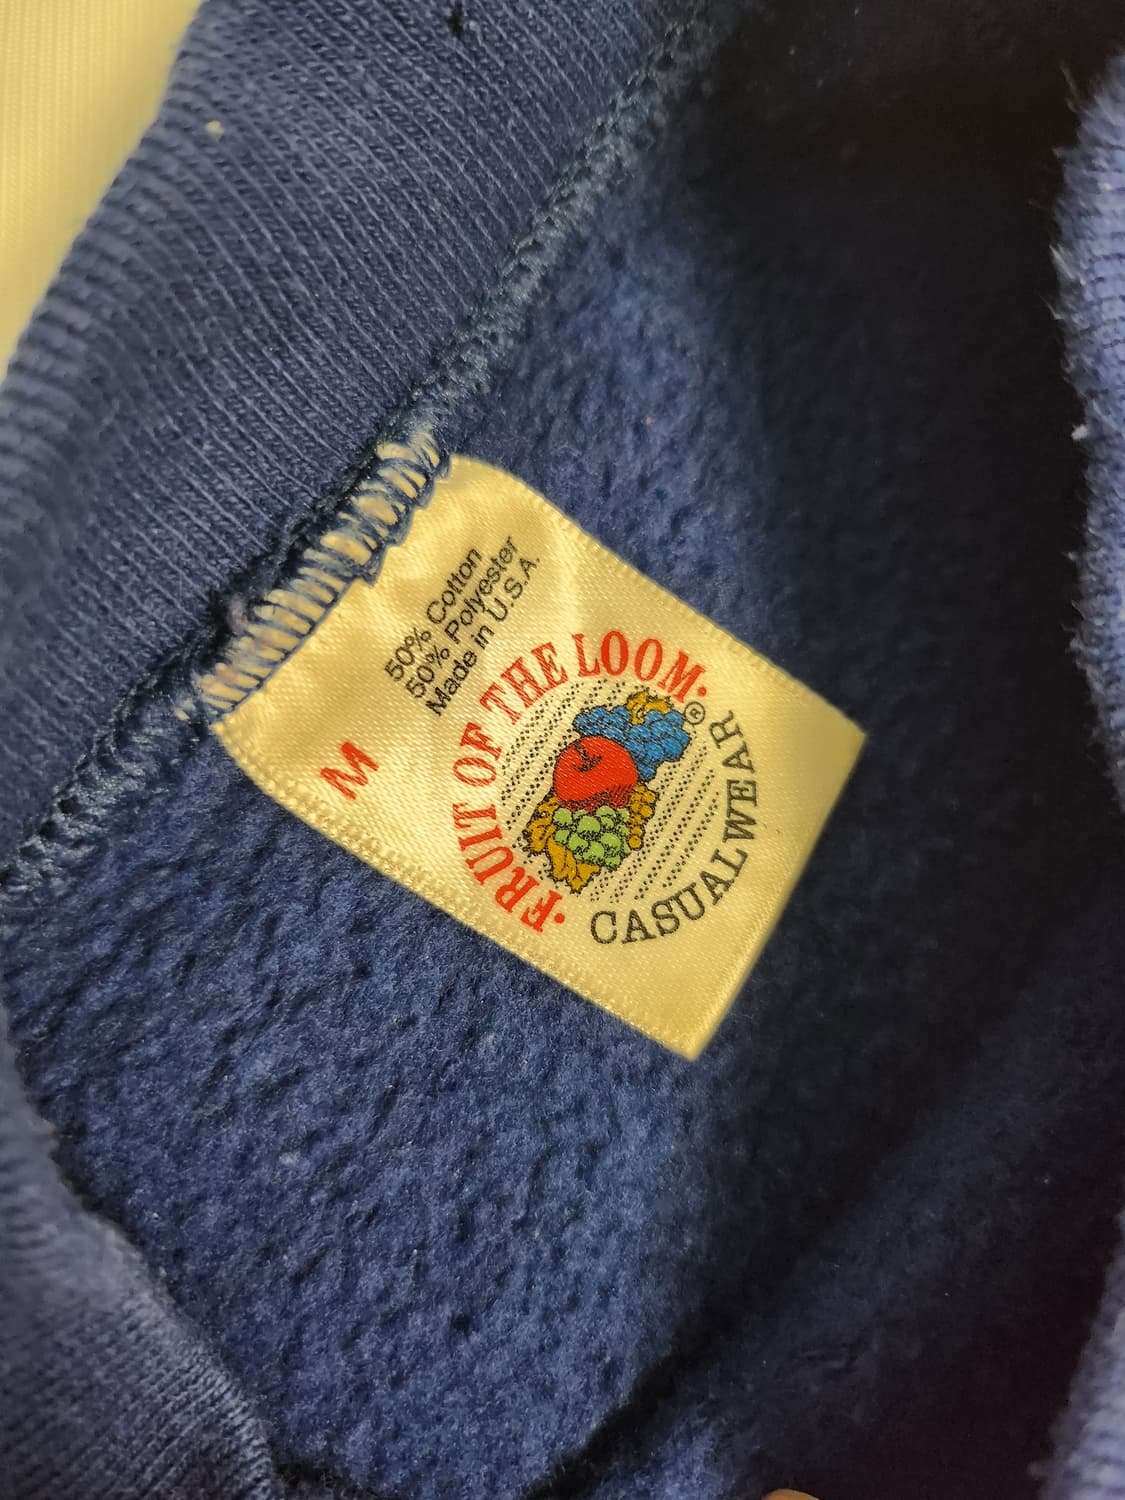 50% Cotton
50% Polyester
Made in U.S.A.
M
·FRUIT OF THE LOOM·
®
CASUALWEAR